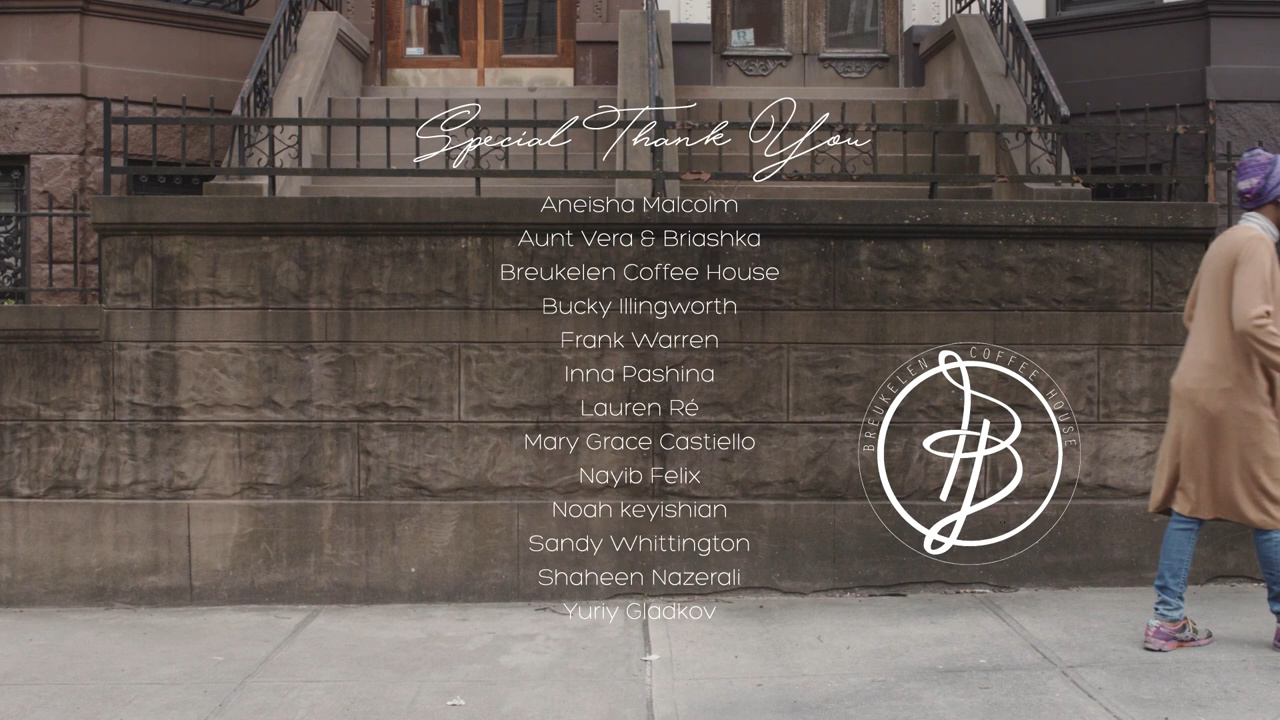 Special Thank You
Aneisha Malcolm
Aunt Vera & Briashka
Breukelen Coffee House
Bucky Illingworth
Frank Warren
Inna Pashina
Lauren Ré
Mary Grace Castiello
Nayib Felix
Noah keyishian
Sandy Whittington
Shaheen Nazerali
Yuriy Gladkov
BREUKELEN COFFEE HOUSE